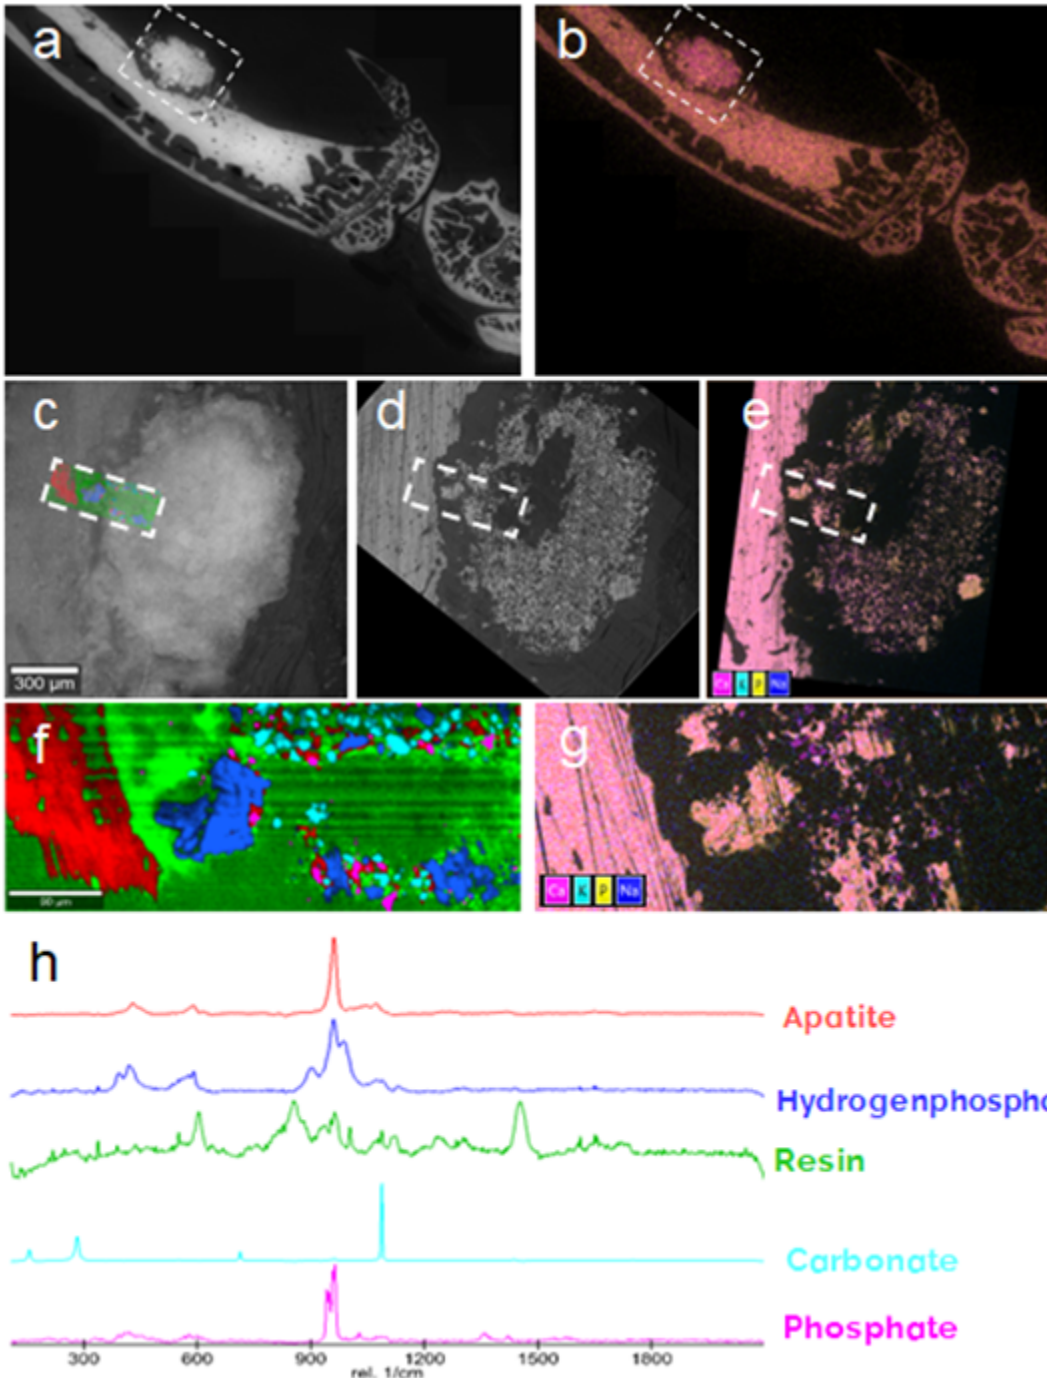 a
b
c
d
e
300 µm
Ca K P Na
f
g
Ca K P Na
h
Apatite
Hydrogenphospho
Resin
Carbonate
Phosphate
300 600 900 1200 1500 1800
rel. 1/cm